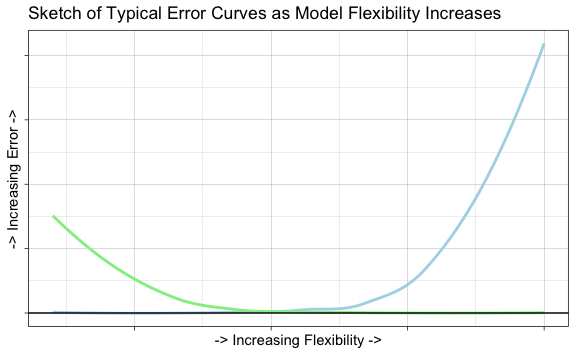 Sketch of Typical Error Curves as Model Flexibility Increases
-> Increasing Error ->
-> Increasing Flexibility ->